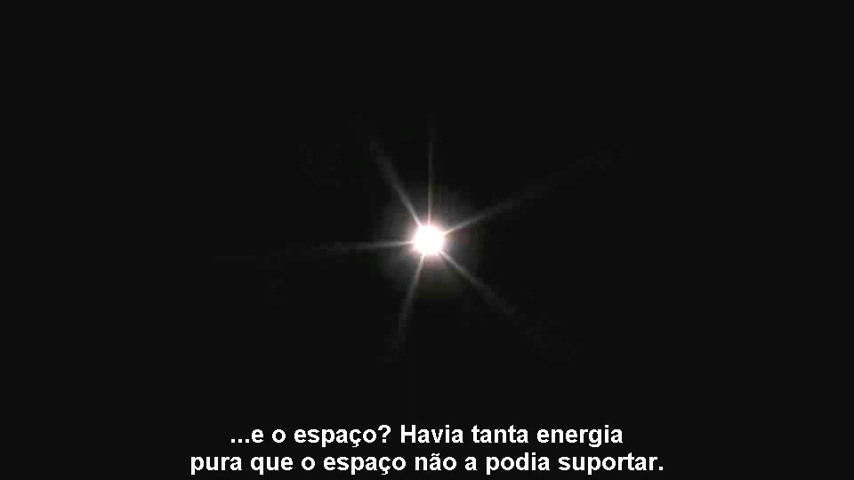 ...e o espaço? Havia tanta energia
pura que o espaço não a podia suportar.